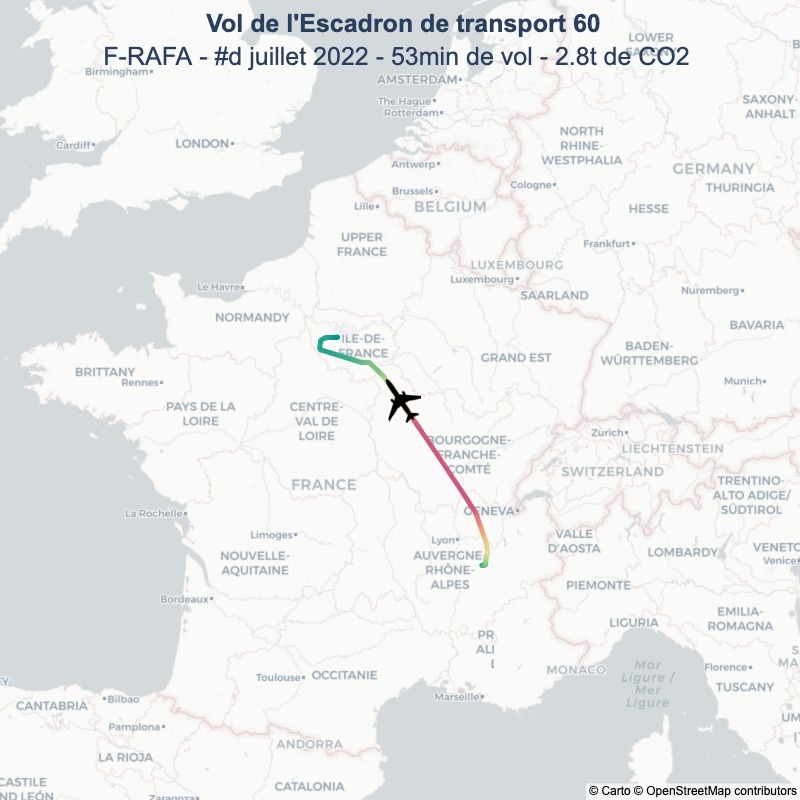 Vol de l'Escadron de transport 60
F-RAFA - #d juillet 2022 - 53min de vol - 2.8t de CO2
LOWER
SAXONY
Birmingham
AMSTERDAM
The Hague
Rotterdam
SAXONY-
ANHALT
Cardiff
LONDON
NORTH
RHINE-
WESTPHALIA
Antwerp
Brussels
Cologne
GERMANY
THURINGIA
Lille
BELGIUM
HESSE
UPPER
FRANCE
Frankfurt
LUXEMBOURG
Luxembourg
SAARLAND
Le Havre
Nuremberg
NORMANDY
BAVARIA
ILE-DE-
FRANCE
GRAND EST
BADEN-
WÜRTTEMBERG
BRITTANY
Rennes
Munich
PAYS DE LA
LOIRE
CENTRE-
VAL DE
LOIRE
BOURGOGNE-
FRANCHE-
COMTÉ
Zurich
LIECHTENSTEIN
SWITZERLAND
FRANCE
TRENTINO-
ALTO ADIGE/
SÜDTIROL
La Rochelle
GENEVA
Limoges
Lyon
VALLE
D'AOSTA
NOUVELLE-
AQUITAINE
AUVERGNE
RHÔNE-
ALPES
LOMBARDY
VENETO
Venice
Bordeaux
PIEMONTE
EMILIA-
ROMAGNA
LIGURIA
PR
ALI
Mar
Ligure /
Mer
Ligure
MONACO
Toulouse
OCCITANIE
Florence
TUSCANY
Marseille
Bilbao
CANTABRIA
Pamplona
UM
ANDORRA
LA RIOJA
CASTILE
ND LEÓN
CATALONIA
Zaragoza
© Carto © OpenStreetMap contributors